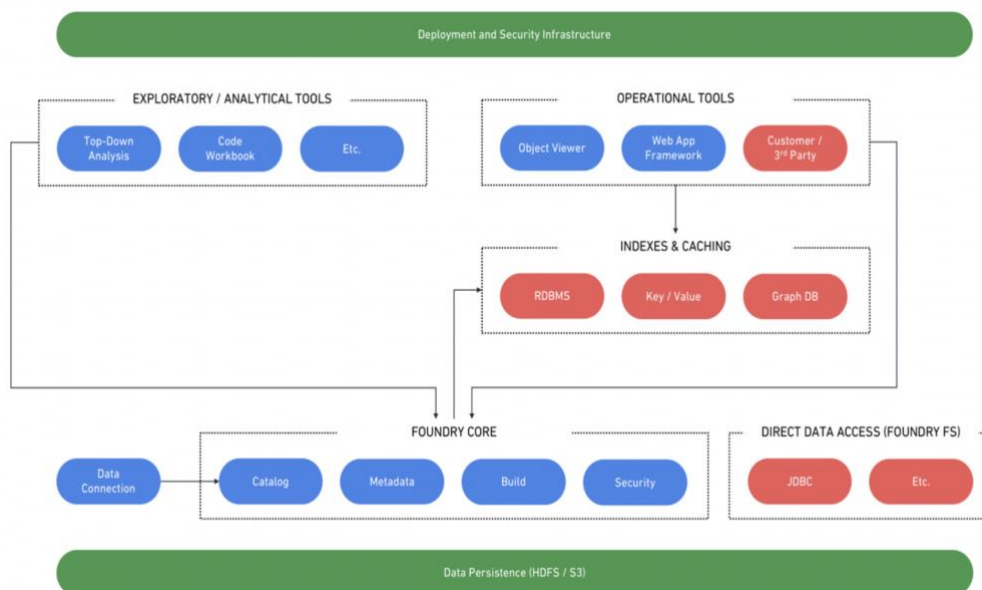 Deployment and Security Infrastructure
EXPLORATORY / ANALYTICAL TOOLS
Top-Down
Analysis
Code
Workbook
Etc.
OPERATIONAL TOOLS
Object Viewer
Web App
Framework
Customer /
3rd Party
INDEXES & CACHING
RDBMS
Key / Value
Graph DB
FOUNDRY CORE
Data
Connection
Catalog
Metadata
Build
Security
DIRECT DATA ACCESS (FOUNDRY FS)
JDBC
Etc.
Data Persistence (HDFS / S3)